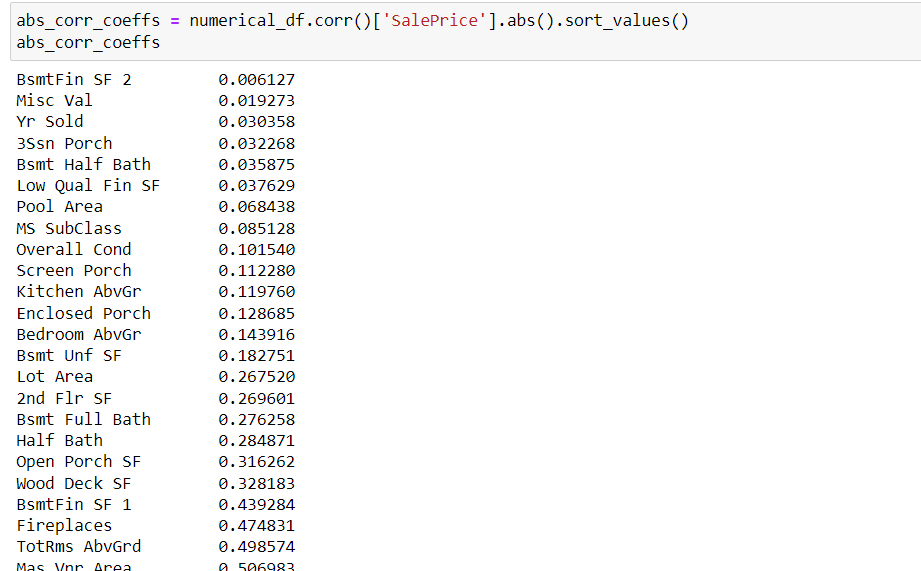 abs_corr_coeffs = numerical_df.corr()['SalePrice'].abs().sort_values()
abs_corr_coeffs
BsmtFin SF 2 0.006127
Misc Val 0.019273
Yr Sold 0.030358
3Ssn Porch 0.032268
Bsmt Half Bath 0.035875
Low Qual Fin SF 0.037629
Pool Area 0.068438
MS SubClass 0.085128
Overall Cond 0.101540
Screen Porch 0.112280
Kitchen AbvGr 0.119760
Enclosed Porch 0.128685
Bedroom AbvGr 0.143916
Bsmt Unf SF 0.182751
Lot Area 0.267520
2nd Flr SF 0.269601
Bsmt Full Bath 0.276258
Half Bath 0.284871
Open Porch SF 0.316262
Wood Deck SF 0.328183
BsmtFin SF 1 0.439284
Fireplaces 0.474831
TotRms AbvGrd 0.498574
Mas Vnr Area 0.506983